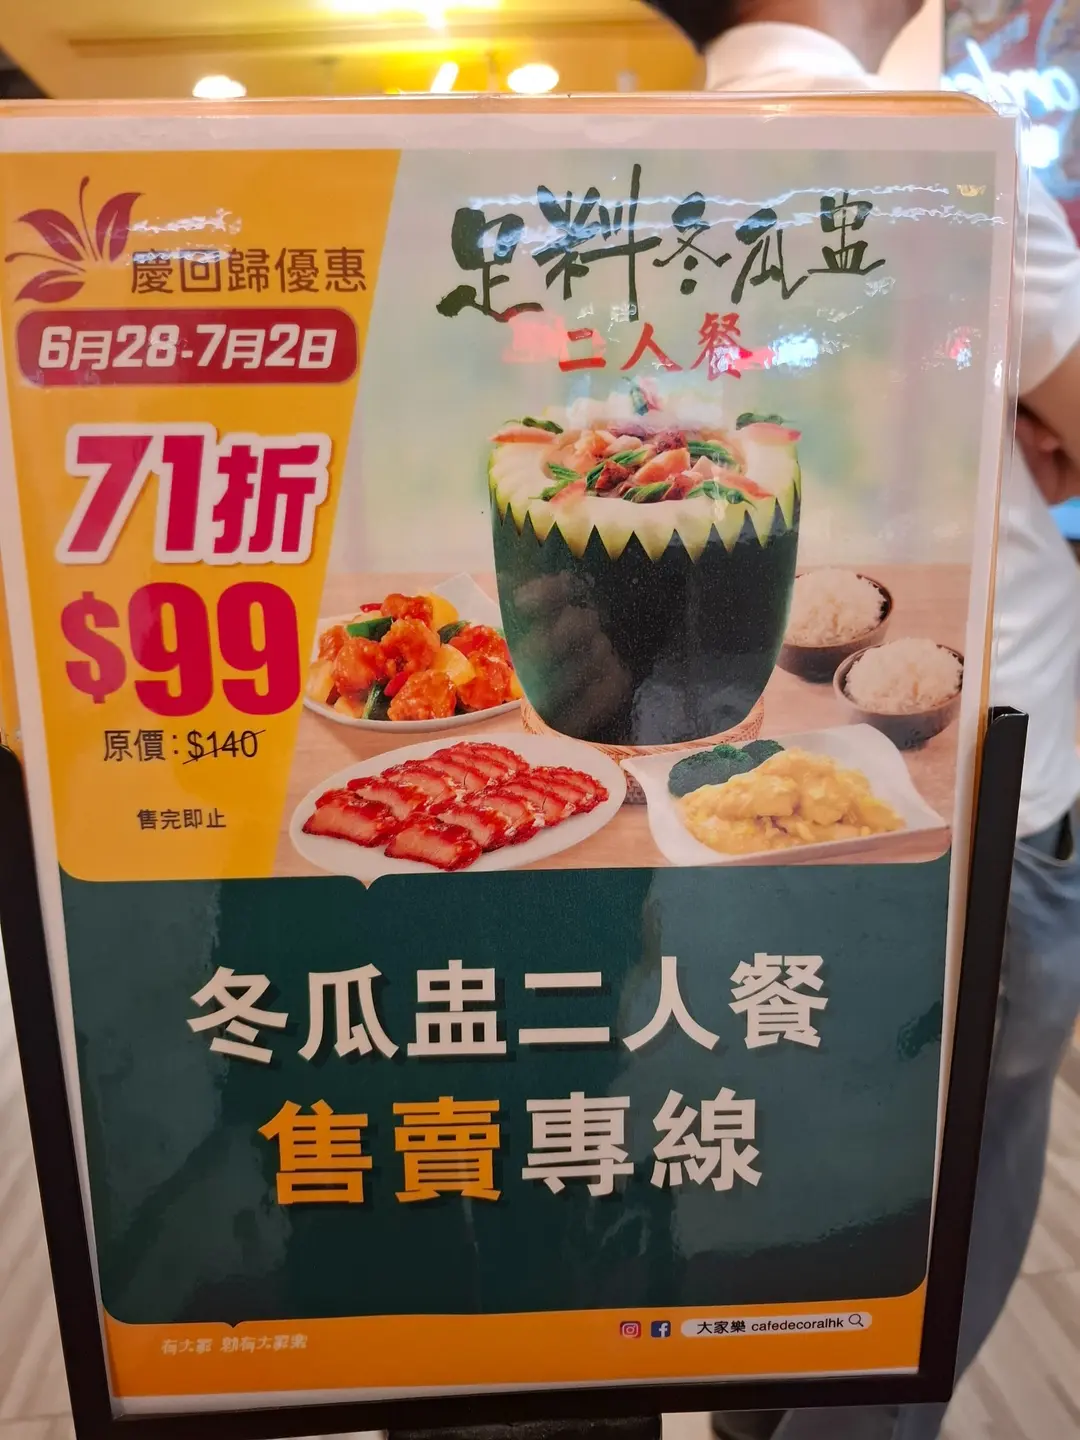 慶回歸優惠
6月28-7月2日
71折
$99
原價：$140
售完即止
足料冬瓜盅
二人餐
冬瓜盅二人餐
售賣專線
有大家 就有大家樂
大家樂 cafedecoralhk